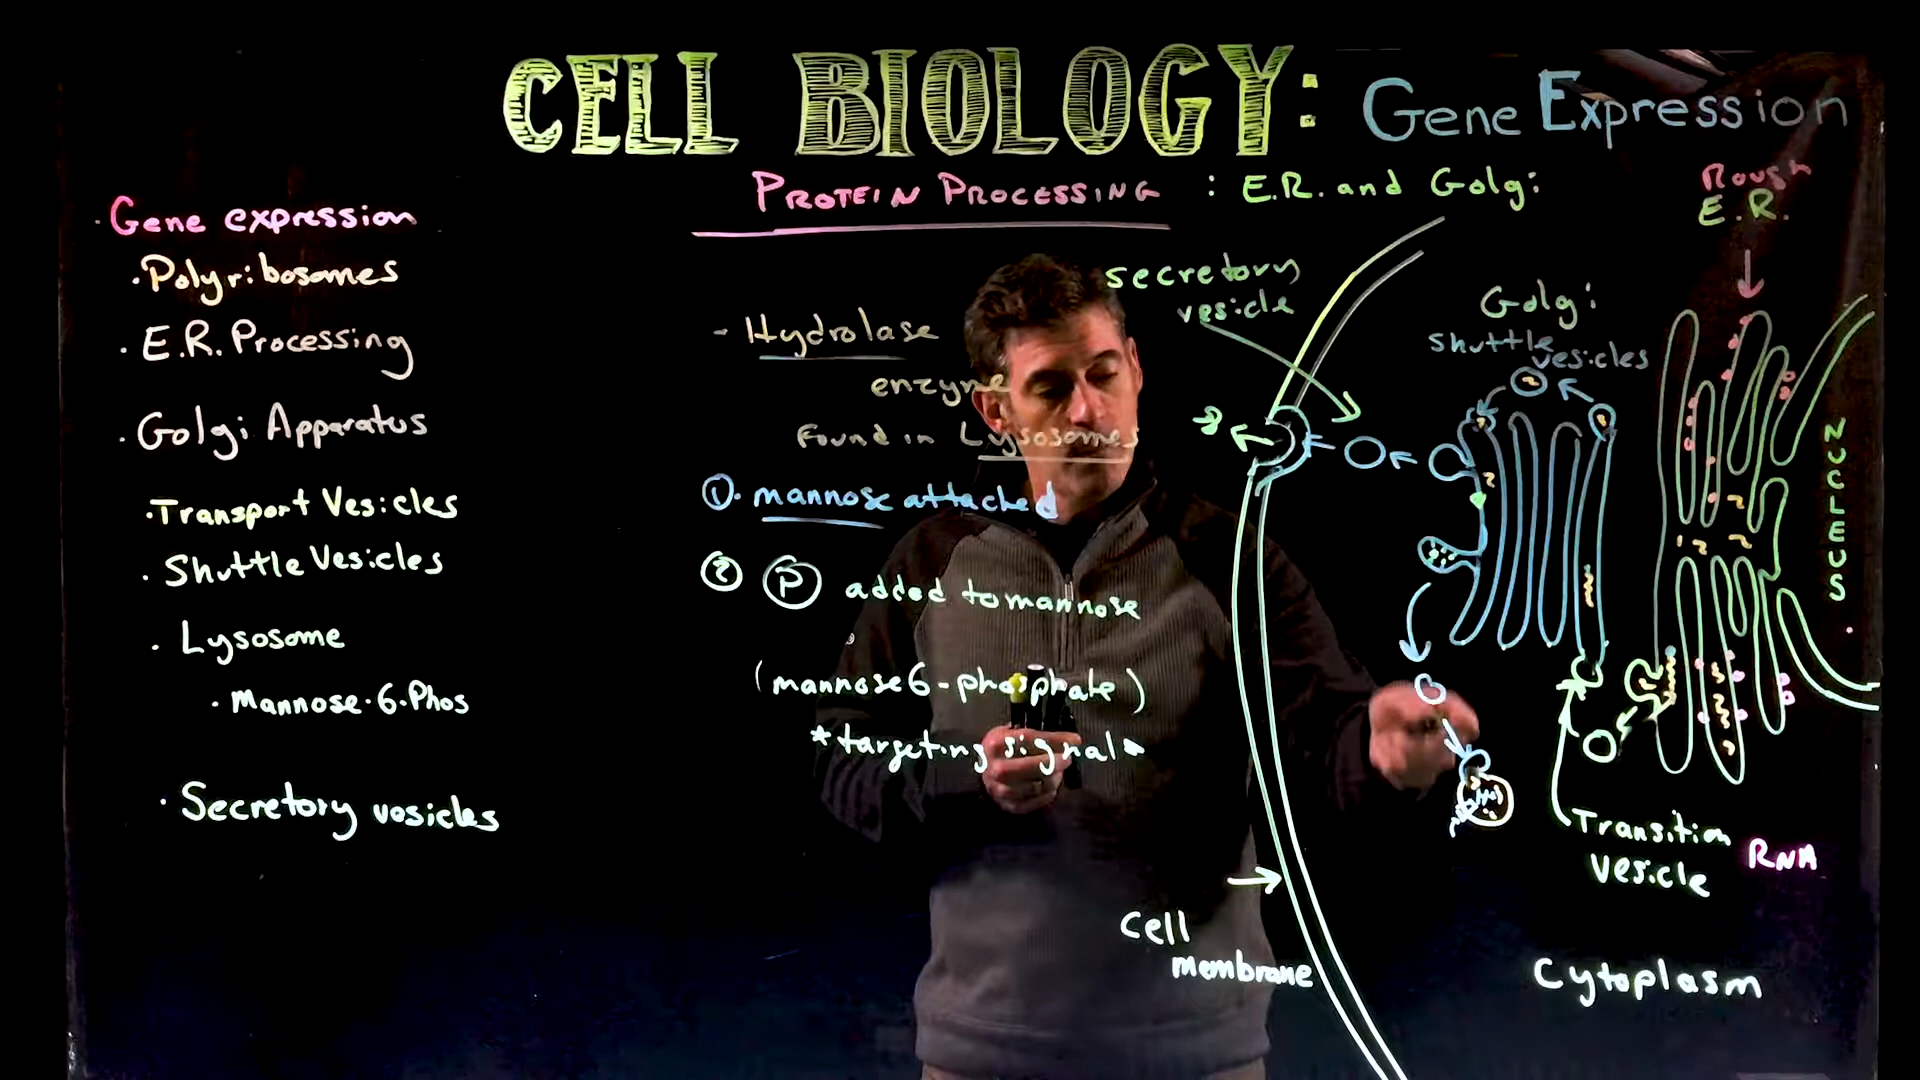 CELL BIOLOGY: Gene Expression
PROTEIN PROCESSING : E.R. and Golgi
· Gene expression
· Polyribosomes
· E.R. Processing
· Golgi Apparatus
· Transport Vesicles
· Shuttle Vesicles
· Lysosome
· Mannose-6-Phos
· Secretory vesicles
- Hydrolase
enzyme
found in Lysosomes
①. mannose attached
② Ⓟ added to mannose
(mannose 6-phosphate)
*targeting signal*
secretory
vesicle
Golgi
shuttle
vesicles
Rough
E.R.
NUCLEUS
Transition
vesicle
RNA
Cell
membrane
Cytoplasm